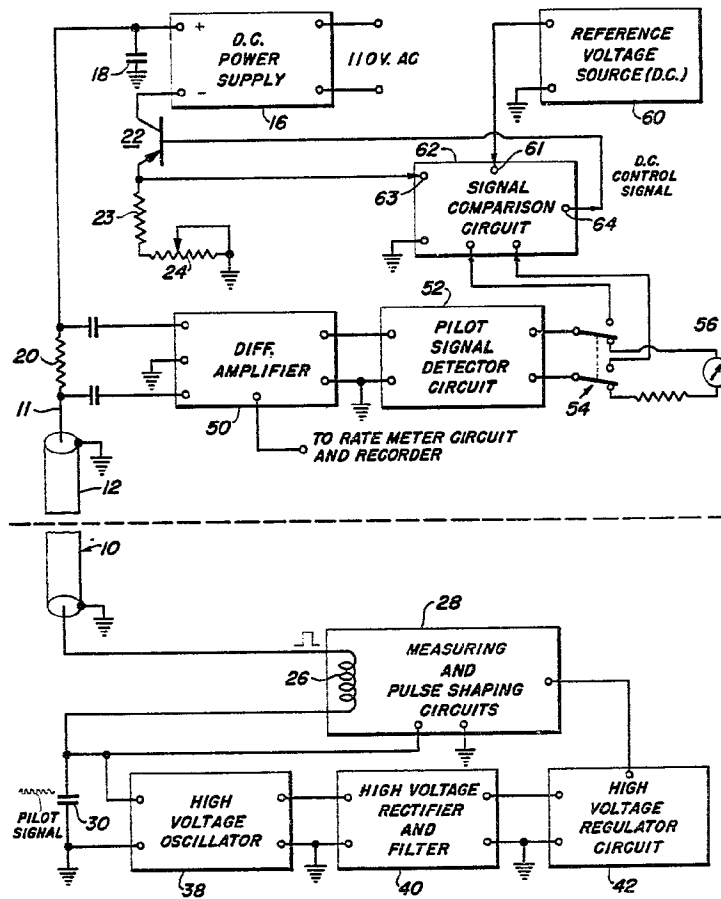 +
D.C.
POWER
SUPPLY
-
18
16
110V. AC
REFERENCE
VOLTAGE
SOURCE (D.C.)
60
22
62
61
63
SIGNAL
COMPARISON
CIRCUIT
64
D.C.
CONTROL
SIGNAL
23
24
20
11
12
DIFF.
AMPLIFIER
50
52
PILOT
SIGNAL
DETECTOR
CIRCUIT
54
56
TO RATE METER CIRCUIT
AND RECORDER
10
28
26
MEASURING
AND
PULSE SHAPING
CIRCUITS
PILOT
SIGNAL
30
HIGH
VOLTAGE
OSCILLATOR
38
HIGH VOLTAGE
RECTIFIER
AND
FILTER
40
HIGH
VOLTAGE
REGULATOR
CIRCUIT
42